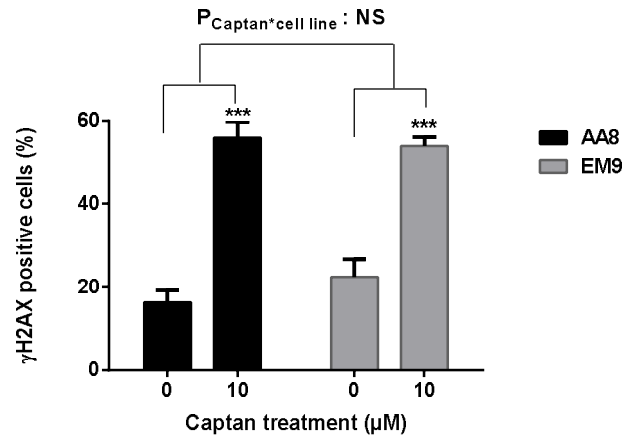 P Captan*cell line : NS
*** ***
60
40
20
0
γH2AX positive cells (%)
0 10 0 10
Captan treatment (µM)
AA8
EM9